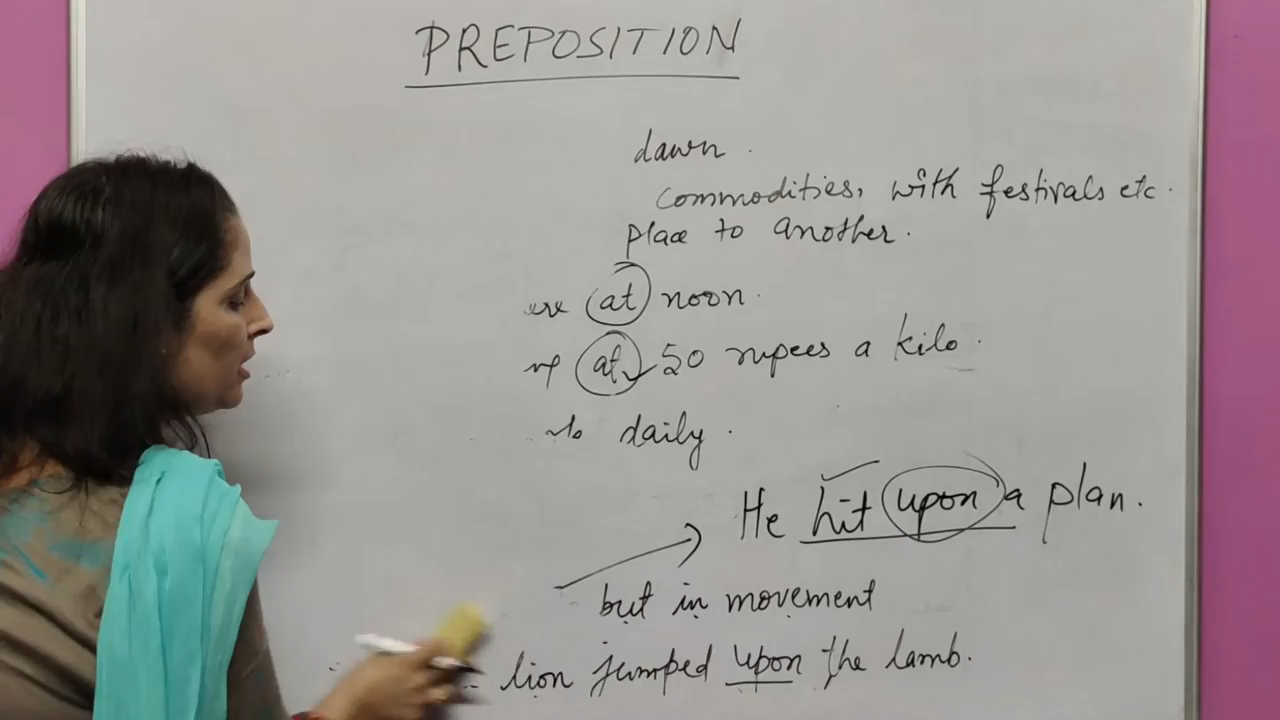 PREPOSITION
dawn.
commodities, with festivals etc.
place to another.
at noon.
at 50 rupees a kilo.
daily.
He hit upon a plan.
but in movement
lion jumped upon the lamb.